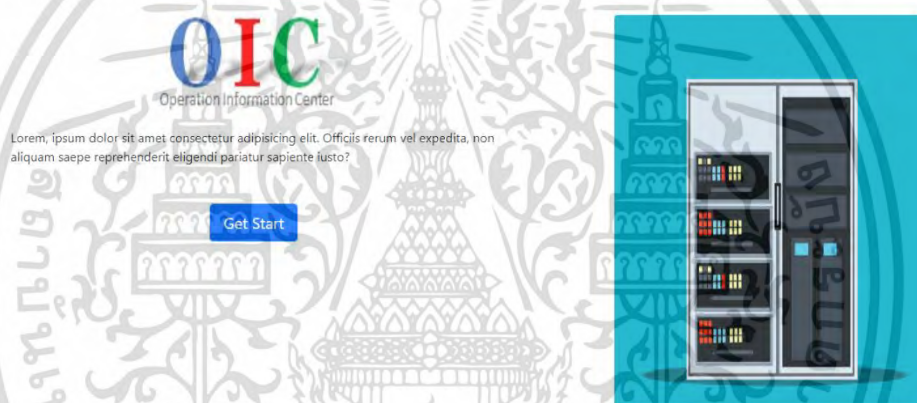 OIC
Operation Information Center
Lorem, ipsum dolor sit amet consectetur adipisicing elit. Officiis rerum vel expedita, non
aliquam saepe reprehenderit eligendi pariatur sapiente iusto?
Get Start